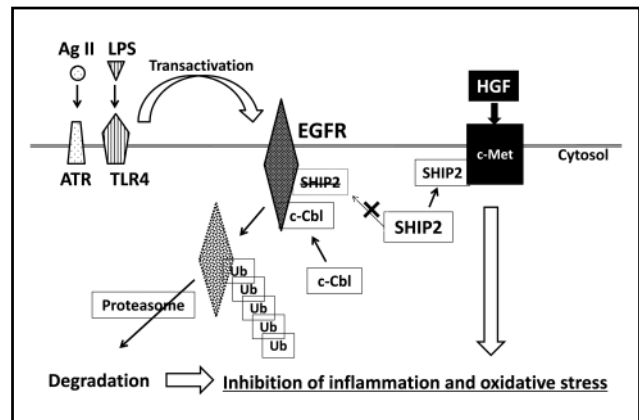 Ag II LPS
Transactivation
HGF
EGFR
c-Met
Cytosol
ATR TLR4
SHIP2
SHIP2
c-Cbl
SHIP2
c-Cbl
Ub
Ub
Ub
Ub
Ub
Proteasome
Degradation
Inhibition of inflammation and oxidative stress